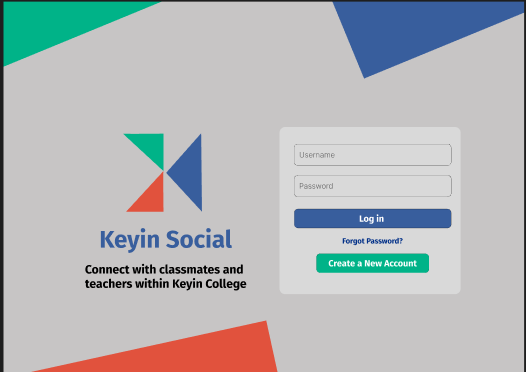 Keyin Social
Connect with classmates and
teachers within Keyin College
Username
Password
Log in
Forgot Password?
Create a New Account